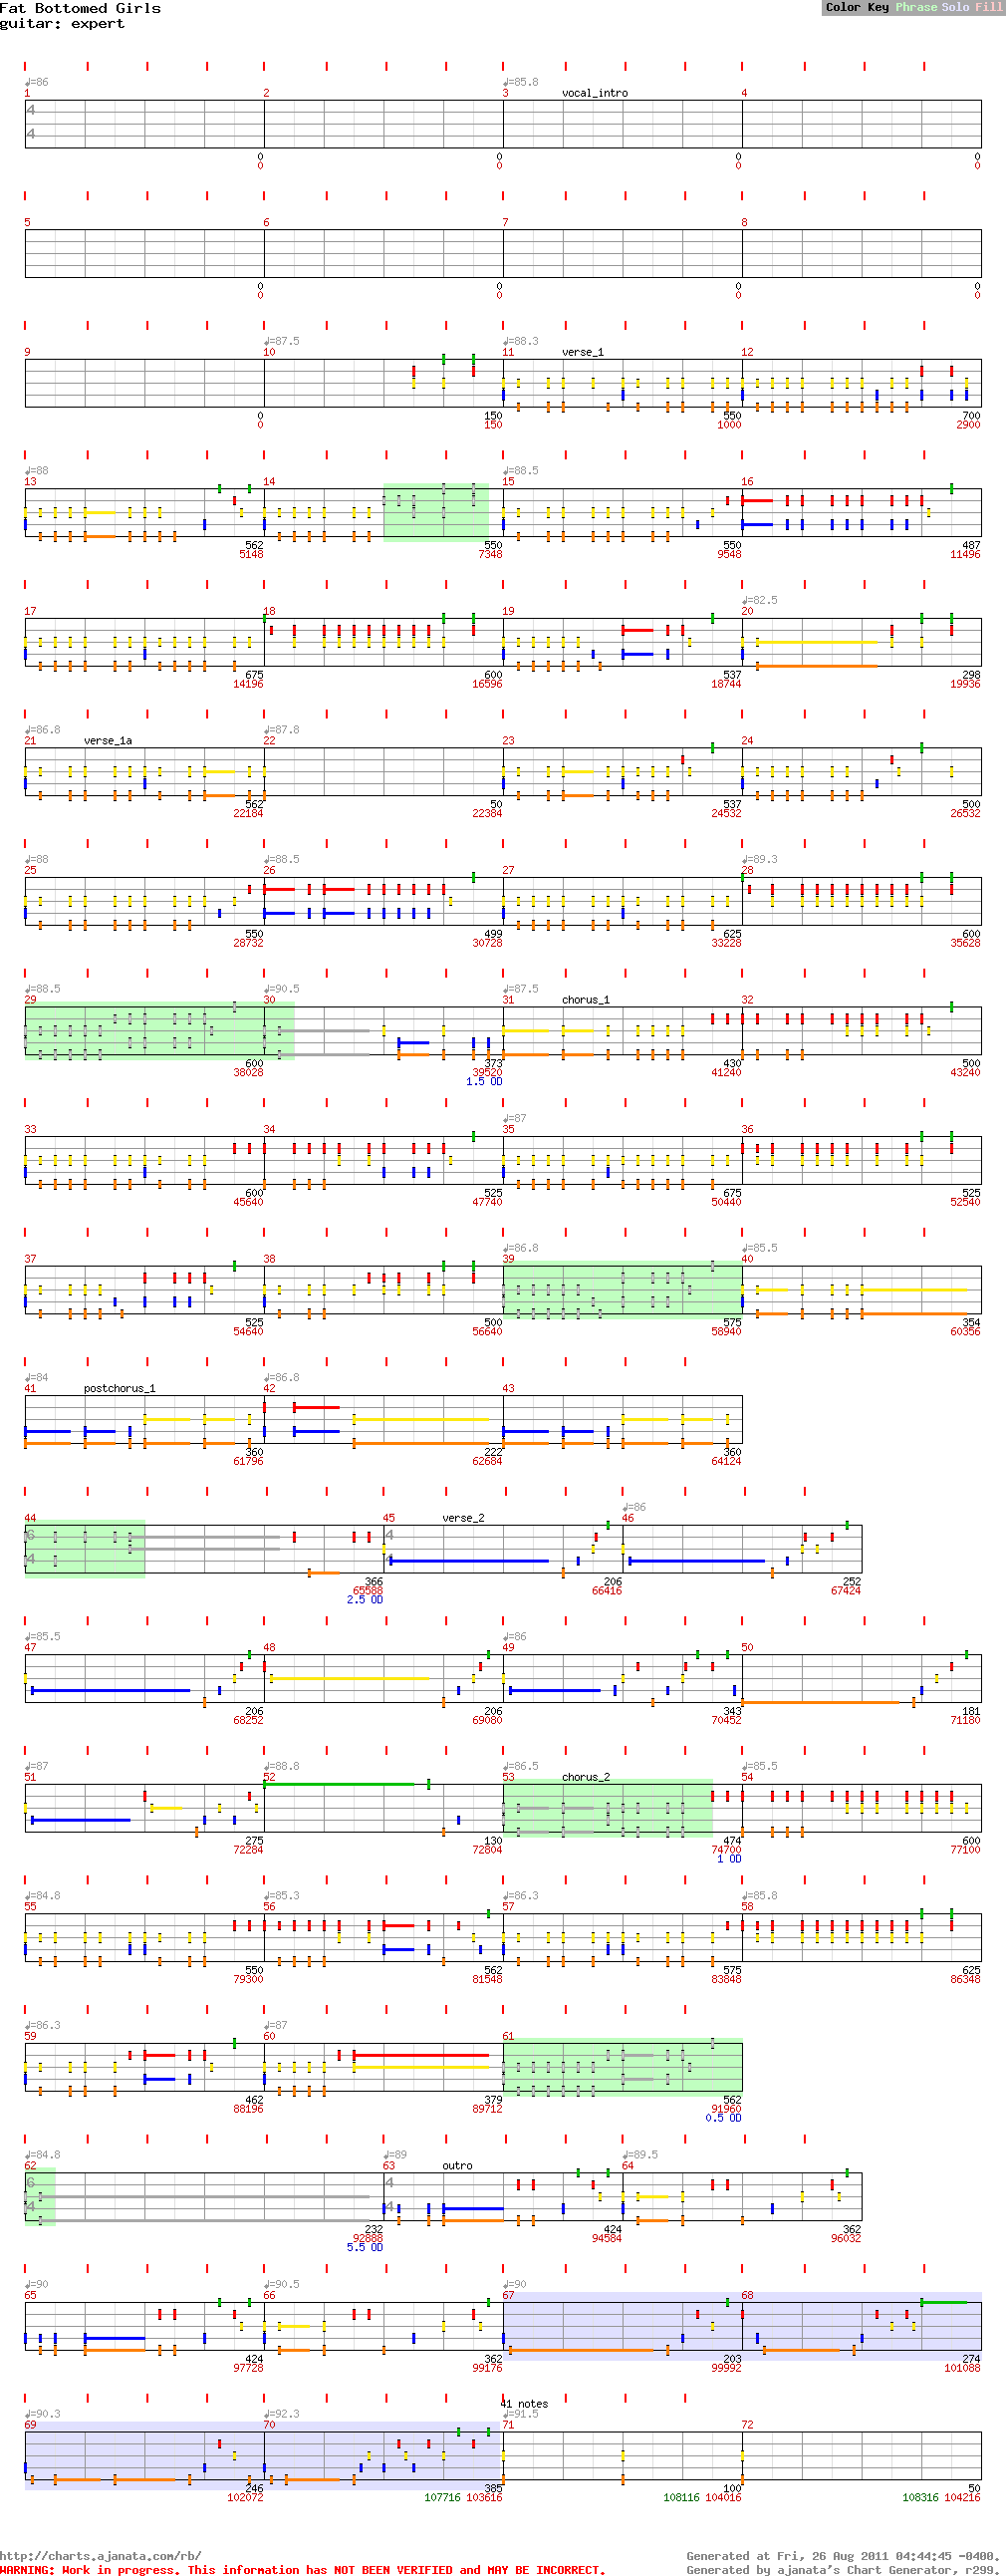 Fat Bottomed Girls
guitar: expert
Color Key Phrase Solo Fill
♩=86 ♩=85.8
1 2 3 vocal_intro 4
4
4
0 0 0 0
0 0 0 0
5 6 7 8
0 0 0 0
0 0 0 0
♩=87.5 ♩=88.3
9 10 11 verse_1 12
0 150 550 700
0 150 1000 2900
♩=88 ♩=88.5
13 14 15 16
562 550 550 487
5148 7348 9548 11496
♩=82.5
17 18 19 20
675 600 537 298
14196 16596 18744 19936
♩=86.8 ♩=87.8
21 verse_1a 22 23 24
562 50 537 500
22184 22384 24532 26532
♩=88 ♩=88.5 ♩=89.3
25 26 27 28
550 499 625 600
28732 30728 33228 35628
♩=88.5 ♩=90.5 ♩=87.5
29 30 31 chorus_1 32
600 373 430 500
38028 39520 41240 43240
1.5 OD
♩=87
33 34 35 36
600 525 675 525
45640 47740 50440 52540
♩=86.8 ♩=85.5
37 38 39 40
525 500 575 354
54640 56640 58940 60356
♩=84 ♩=86.8
41 postchorus_1 42 43
360 222 360
61796 62684 64124
♩=86
44 45 verse_2 46
6 4
4 4
366 206 252
65588 66416 67424
2.5 OD
♩=85.5 ♩=86
47 48 49 50
206 206 343 181
68252 69080 70452 71180
♩=87 ♩=88.8 ♩=86.5 ♩=85.5
51 52 53 chorus_2 54
275 130 474 600
72284 72804 74700 77100
1 OD
♩=84.8 ♩=85.3 ♩=86.3 ♩=85.8
55 56 57 58
550 562 575 625
79300 81548 83848 86348
♩=86.3 ♩=87
59 60 61
462 379 562
88196 89712 91960
0.5 OD
♩=84.8 ♩=89 ♩=89.5
62 63 outro 64
6 4
4 4
232 424 362
92888 94584 96032
5.5 OD
♩=90 ♩=90.5 ♩=90
65 66 67 68
424 362 203 274
97728 99176 99992 101088
41 notes
♩=90.3 ♩=92.3 ♩=91.5
69 70 71 72
246 385 100 50
102072 107716 103616 108116 104016 108316 104216
http://charts.ajanata.com/rb/ Generated at Fri, 26 Aug 2011 04:44:45 -0400.
WARNING: Work in progress. This information has NOT BEEN VERIFIED and MAY BE INCORRECT. Generated by ajanata's Chart Generator, r299.